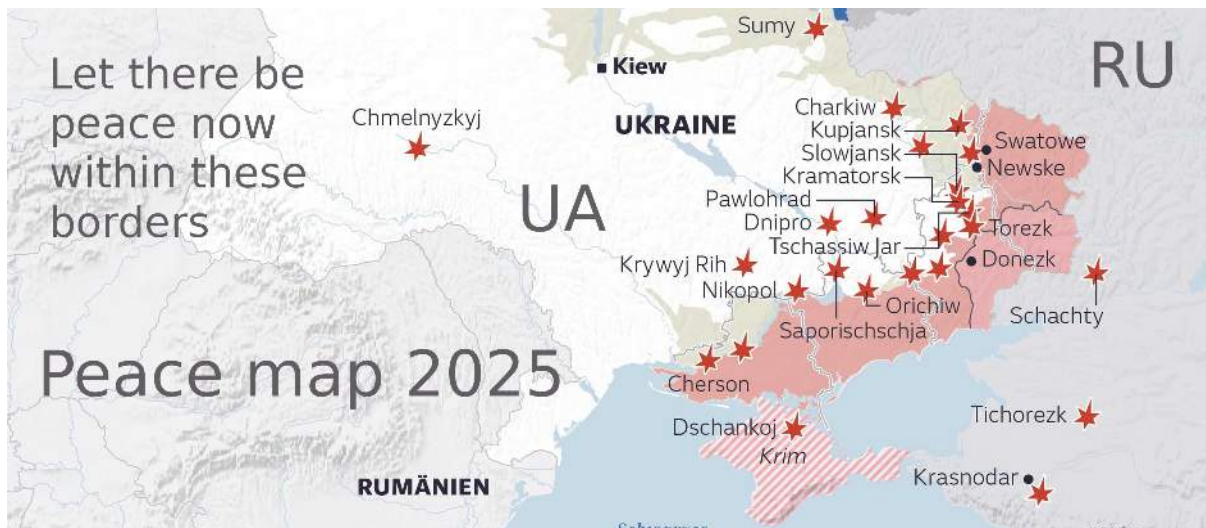 Sumy
RU
Let there be
peace now
within these
borders
Kiew
Chmelnyzkyj
UKRAINE
Charkiw
Kupjansk
Slowjansk
Kramatorsk
Swatowe
Newske
UA
Pawlohrad
Dnipro
Tschassiw Jar
Torezk
Krywyj Rih
Donezk
Nikopol
Orichiw
Saporischschja
Schachty
Peace map 2025
Cherson
Dschankoj
Krim
Tichorezk
RUMÄNIEN
Krasnodar